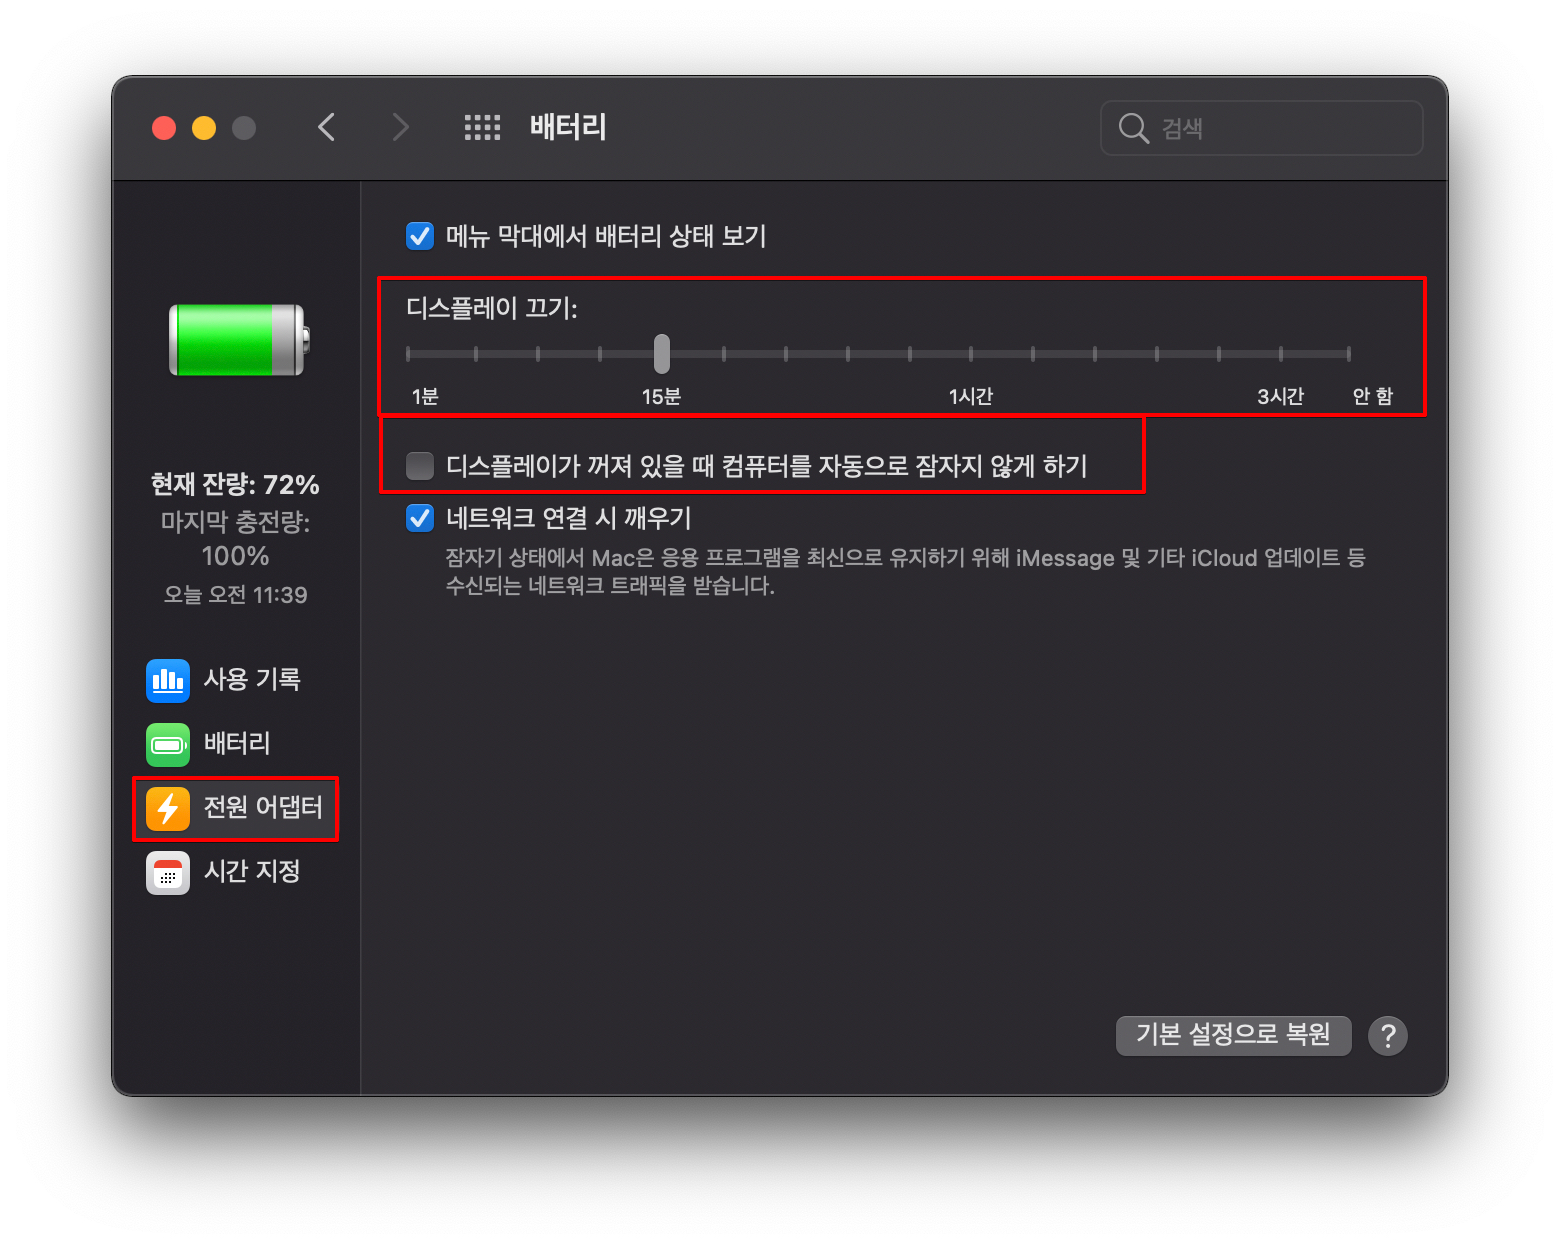 배터리
검색
메뉴 막대에서 배터리 상태 보기
디스플레이 끄기:
1분 15분 1시간 3시간 안 함
디스플레이가 꺼져 있을 때 컴퓨터를 자동으로 잠자지 않게 하기
네트워크 연결 시 깨우기
잠자기 상태에서 Mac은 응용 프로그램을 최신으로 유지하기 위해 iMessage 및 기타 iCloud 업데이트 등
수신되는 네트워크 트래픽을 받습니다.
현재 잔량: 72%
마지막 충전량:
100%
오늘 오전 11:39
사용 기록
배터리
전원 어댑터
시간 지정
기본 설정으로 복원
?